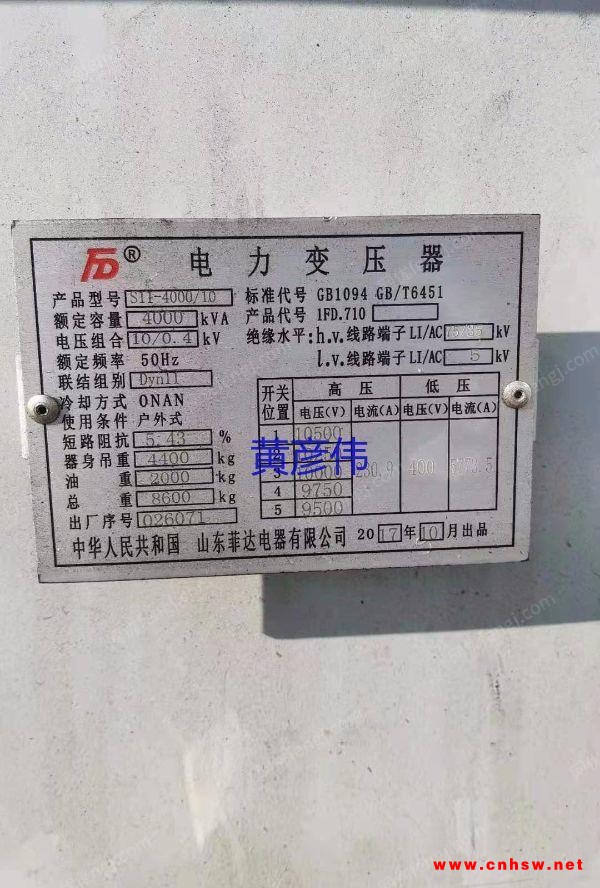 FD® 电力变压器
产品型号 S11-4000/10 标准代号 GB1094 GB/T6451
额定容量 4000 kVA 产品代号 1FD.710
电压组合 10/0.4 kV 绝缘水平:h.v.线路端子 LI/AC 75/35 kV
额定频率 50Hz l.v.线路端子 LI/AC 5 kV
联结组别 Dyn11
冷却方式 ONAN
使用条件 户外式
短路阻抗 5.43 %
器身吊重 4400 kg
油重 2000 kg
总重 8600 kg
出厂序号 026071
开关位置 高压 低压
电压(V) 电流(A) 电压(V) 电流(A)
1 10500
3 10000 230.9 400
4 9750
5 9500
中华人民共和国 山东菲达电器有限公司 2017年10月出品
黄彦伟
www.cnhsw.net